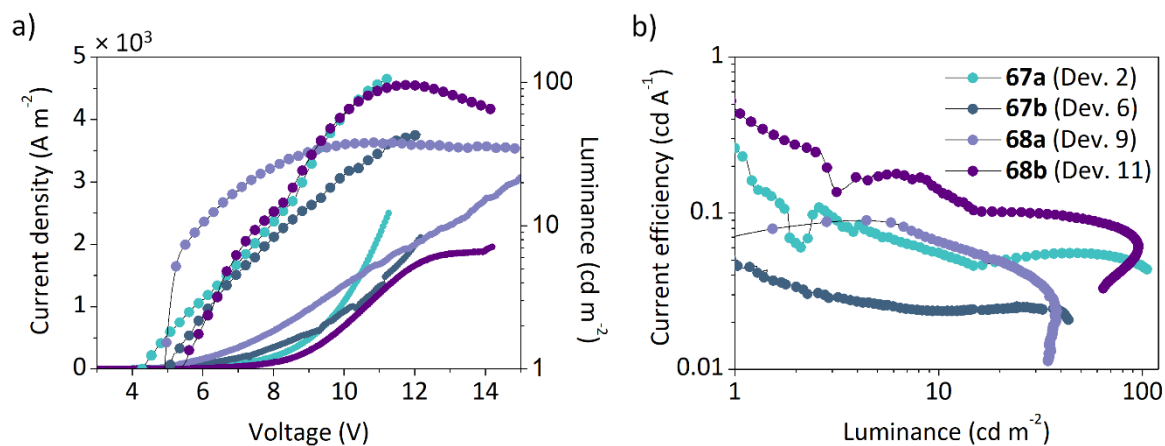 a)
5 × 10³
4
3
2
1
0
Current density (A m⁻²)
4 6 8 10 12 14
Voltage (V)
100
10
1
Luminance (cd m⁻²)
b)
1
0.1
0.01
Current efficiency (cd A⁻¹)
67a (Dev. 2)
67b (Dev. 6)
68a (Dev. 9)
68b (Dev. 11)
1 10 100
Luminance (cd m⁻²)